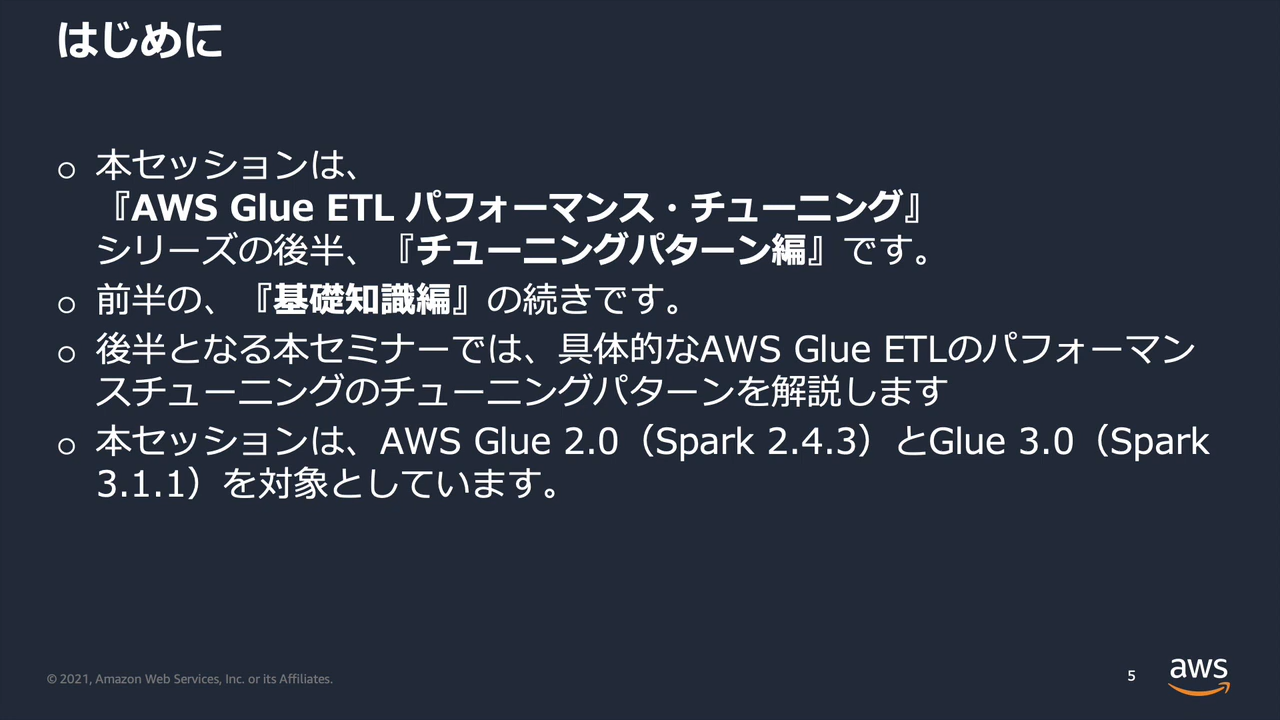 はじめに
o 本セッションは、
『AWS Glue ETL パフォーマンス・チューニング』
シリーズの後半、『チューニングパターン編』です。
o 前半の、『基礎知識編』の続きです。
o 後半となる本セミナーでは、具体的なAWS Glue ETLのパフォーマン
スチューニングのチューニングパターンを解説します
o 本セッションは、AWS Glue 2.0（Spark 2.4.3）とGlue 3.0（Spark
3.1.1）を対象としています。
© 2021, Amazon Web Services, Inc. or its Affiliates.
5
aws